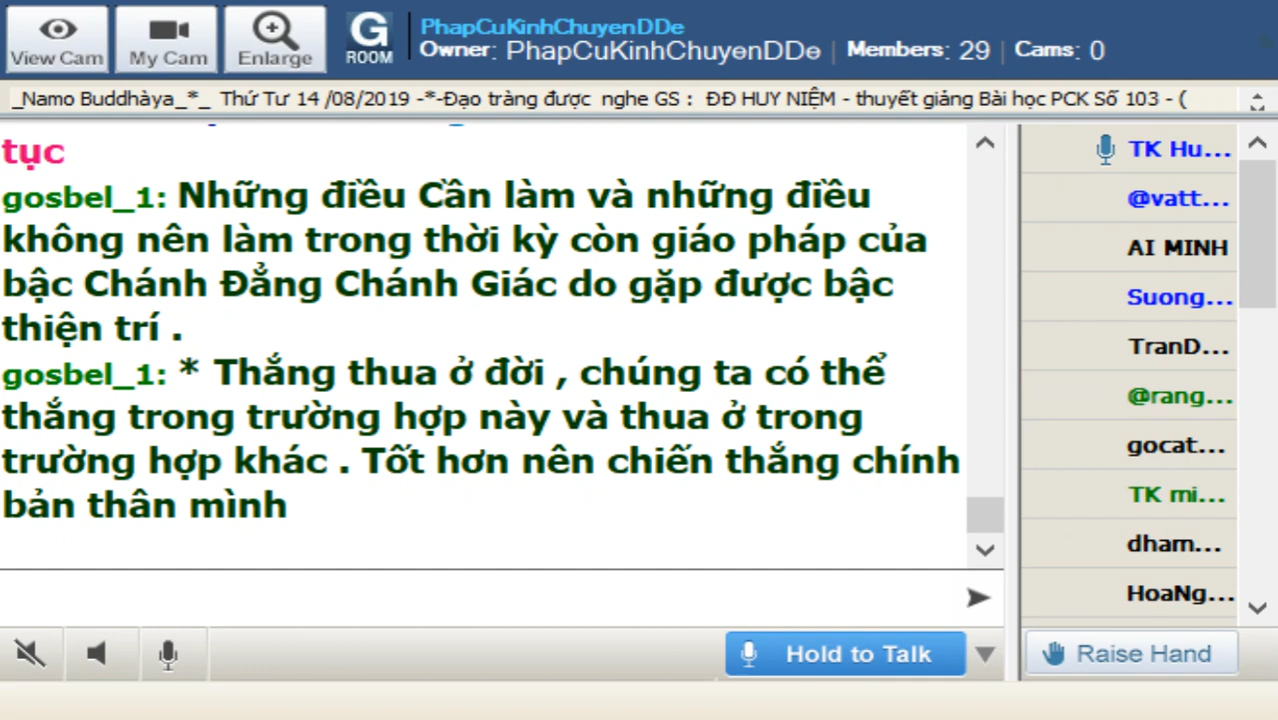 View Cam
My Cam
Enlarge
G
ROOM
PhapCuKinhChuyenDDe
Owner: PhapCuKinhChuyenDDe | Members: 29 | Cams: 0
_Namo Buddhàya_*_ Thứ Tư 14 /08/2019 -*-Đạo tràng được nghe GS : ĐĐ HUY NIỆM - thuyết giảng Bài học PCK Số 103 - (
tục
gosbel_1: Những điều Cần làm và những điều
không nên làm trong thời kỳ còn giáo pháp của
bậc Chánh Đẳng Chánh Giác do gặp được bậc
thiện trí .
gosbel_1: * Thắng thua ở đời , chúng ta có thể
thắng trong trường hợp này và thua ở trong
trường hợp khác . Tốt hơn nên chiến thắng chính
bản thân mình
TK Hu...
@vatt...
AI MINH
Suong...
TranD...
@rang...
gocat...
TK mi...
dham...
HoaNg...
Hold to Talk
Raise Hand